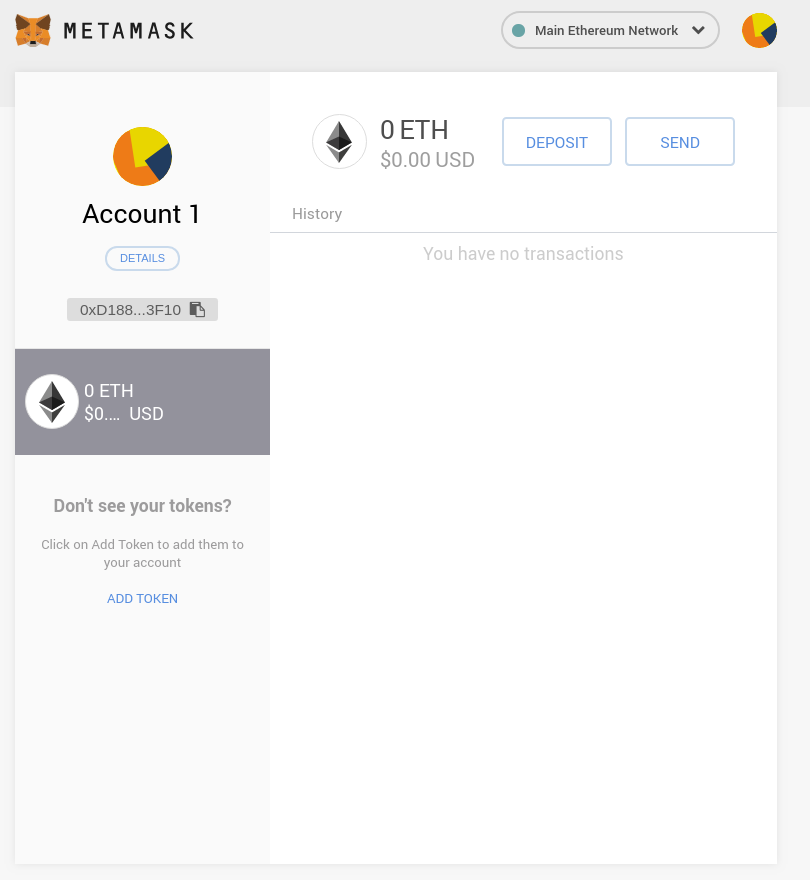 METAMASK
Main Ethereum Network
Account 1
DETAILS
0xD188...3F10
0 ETH
$0.... USD
Don't see your tokens?
Click on Add Token to add them to
your account
ADD TOKEN
0 ETH
$0.00 USD
DEPOSIT
SEND
History
You have no transactions